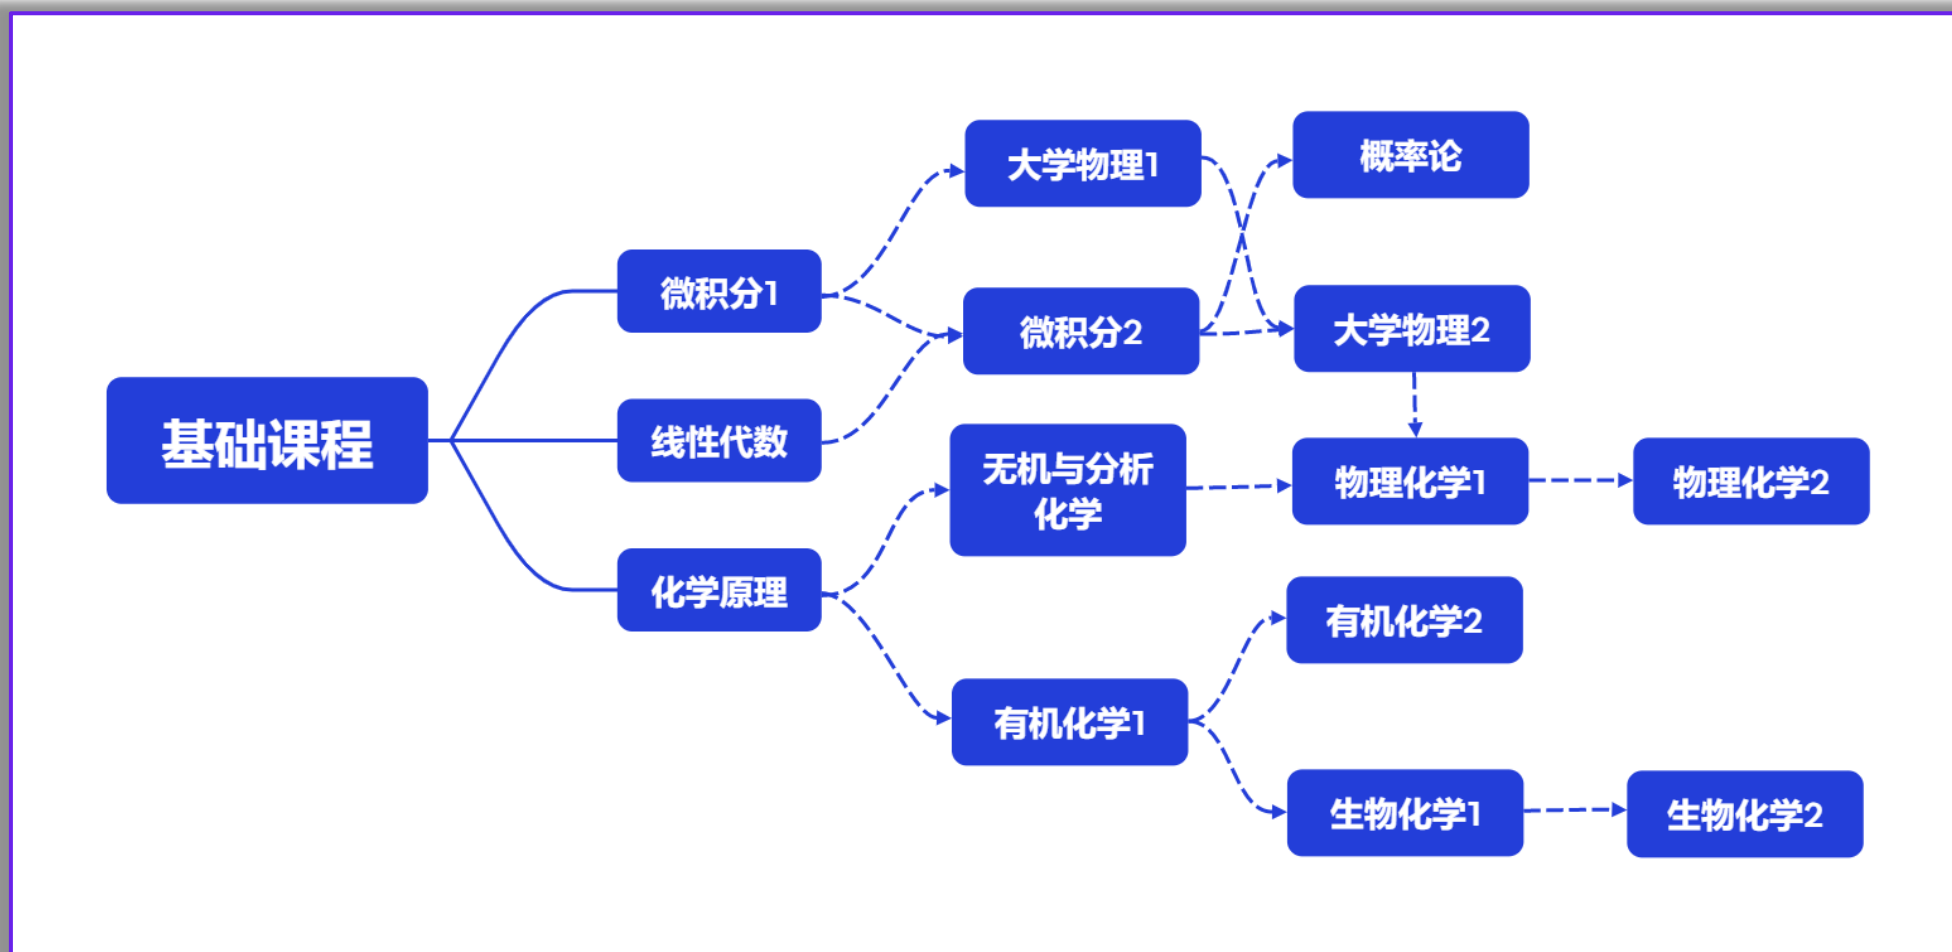 基础课程
微积分1
线性代数
化学原理
大学物理1
微积分2
无机与分析
化学
有机化学1
概率论
大学物理2
物理化学1
有机化学2
生物化学1
物理化学2
生物化学2